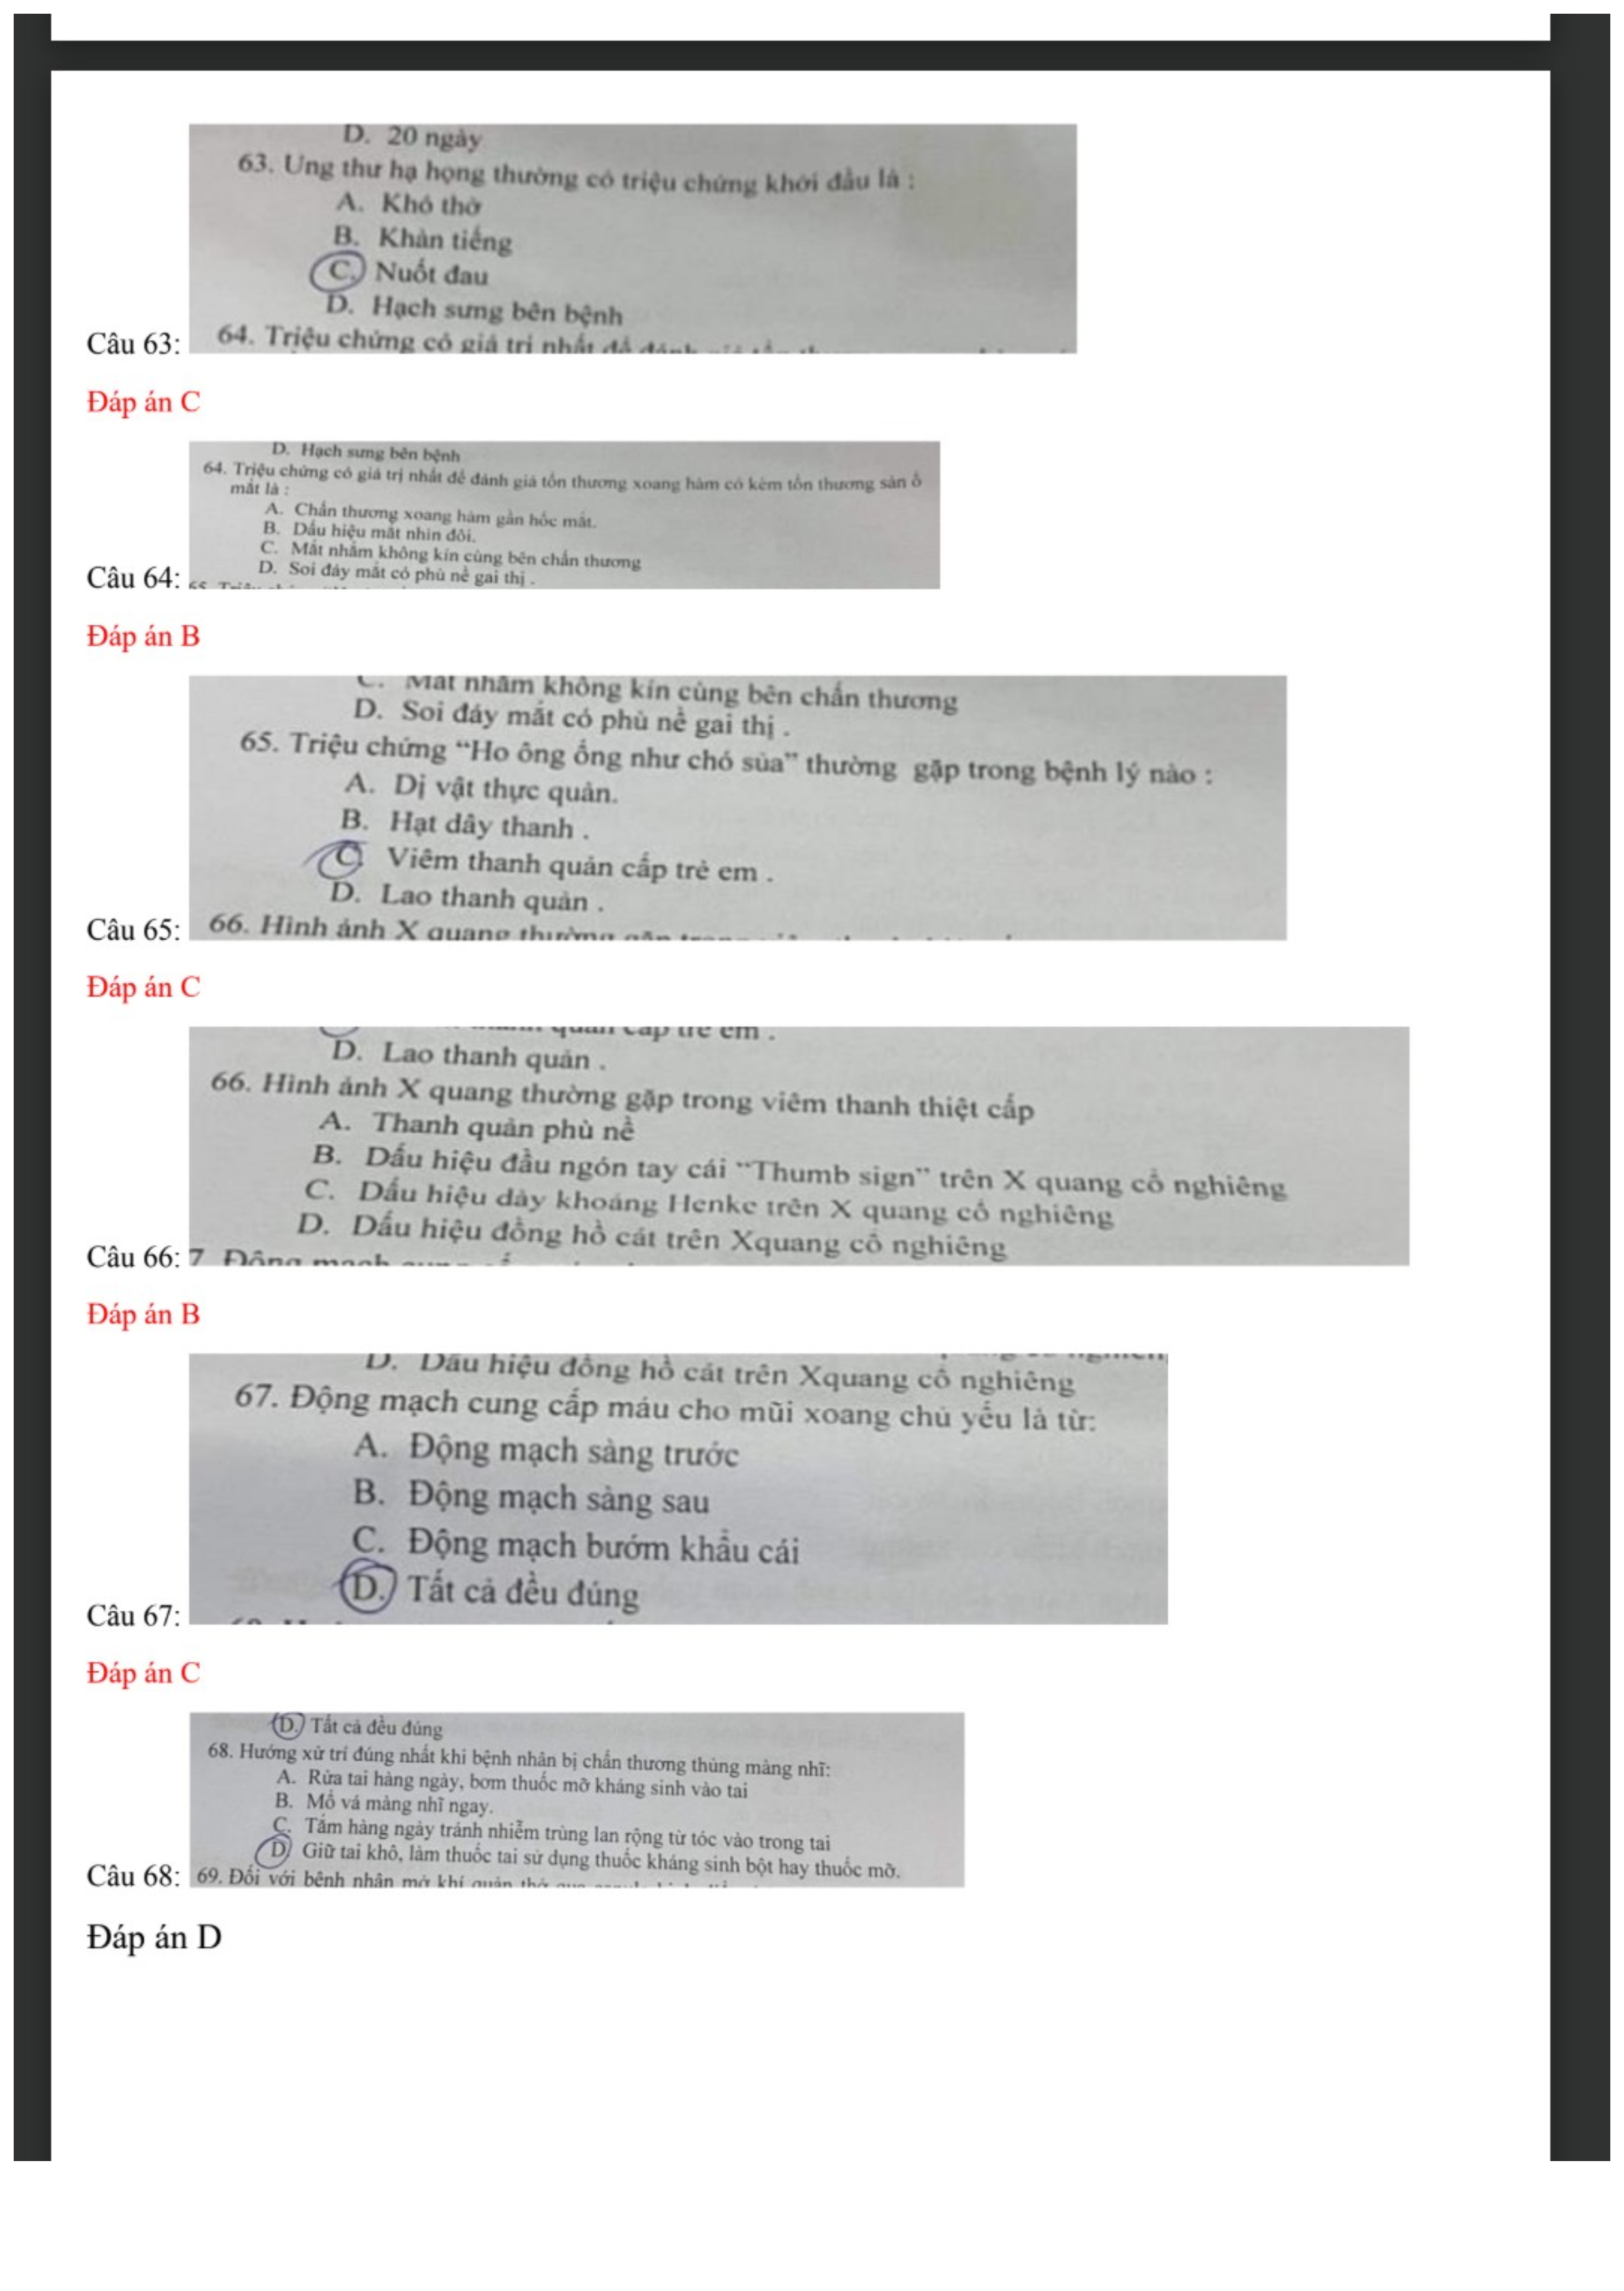 D. 20 ngày
63. Ung thư hạ họng thường có triệu chứng khởi đầu là :
A. Khó thở
B. Khàn tiếng
C. Nuốt đau
D. Hạch sưng bên bệnh
Câu 63: 64. Triệu chứng có giá trị nhất để đánh giá tổn
Đáp án C
D. Hạch sưng bên bệnh
64. Triệu chứng có giá trị nhất để đánh giá tổn thương xoang hàm có kèm tổn thương sàn ổ
mắt là :
A. Chấn thương xoang hàm gần hốc mắt.
B. Dấu hiệu mắt nhìn đôi.
C. Mắt nhắm không kín cùng bên chấn thương
D. Soi đáy mắt có phù nề gai thị .
Câu 64:
Đáp án B
C. Mắt nhắm không kín cùng bên chấn thương
D. Soi đáy mắt có phù nề gai thị .
65. Triệu chứng “Ho ông ổng như chó sủa” thường gặp trong bệnh lý nào :
A. Dị vật thực quản.
B. Hạt dây thanh .
C. Viêm thanh quản cấp trẻ em .
D. Lao thanh quản .
Câu 65: 66. Hình ảnh X quang thường gặp
Đáp án C
quản cấp trẻ em .
D. Lao thanh quản .
66. Hình ảnh X quang thường gặp trong viêm thanh thiệt cấp
A. Thanh quản phù nề
B. Dấu hiệu đầu ngón tay cái “Thumb sign” trên X quang cổ nghiêng
C. Dấu hiệu dày khoảng Henke trên X quang cổ nghiêng
D. Dấu hiệu đồng hồ cát trên Xquang cổ nghiêng
Câu 66: 7. Động mạch
Đáp án B
D. Dấu hiệu đồng hồ cát trên Xquang cổ nghiêng
67. Động mạch cung cấp máu cho mũi xoang chủ yếu là từ:
A. Động mạch sàng trước
B. Động mạch sàng sau
C. Động mạch bướm khẩu cái
D. Tất cả đều đúng
Câu 67:
Đáp án C
D. Tất cả đều đúng
68. Hướng xử trí đúng nhất khi bệnh nhân bị chấn thương thủng màng nhĩ:
A. Rửa tai hàng ngày, bơm thuốc mỡ kháng sinh vào tai
B. Mổ vá màng nhĩ ngay.
C. Tắm hàng ngày tránh nhiễm trùng lan rộng từ tóc vào trong tai
D. Giữ tai khô, làm thuốc tai sử dụng thuốc kháng sinh bột hay thuốc mỡ.
Câu 68: 69. Đối với bệnh nhân mở khí quản thở
Đáp án D